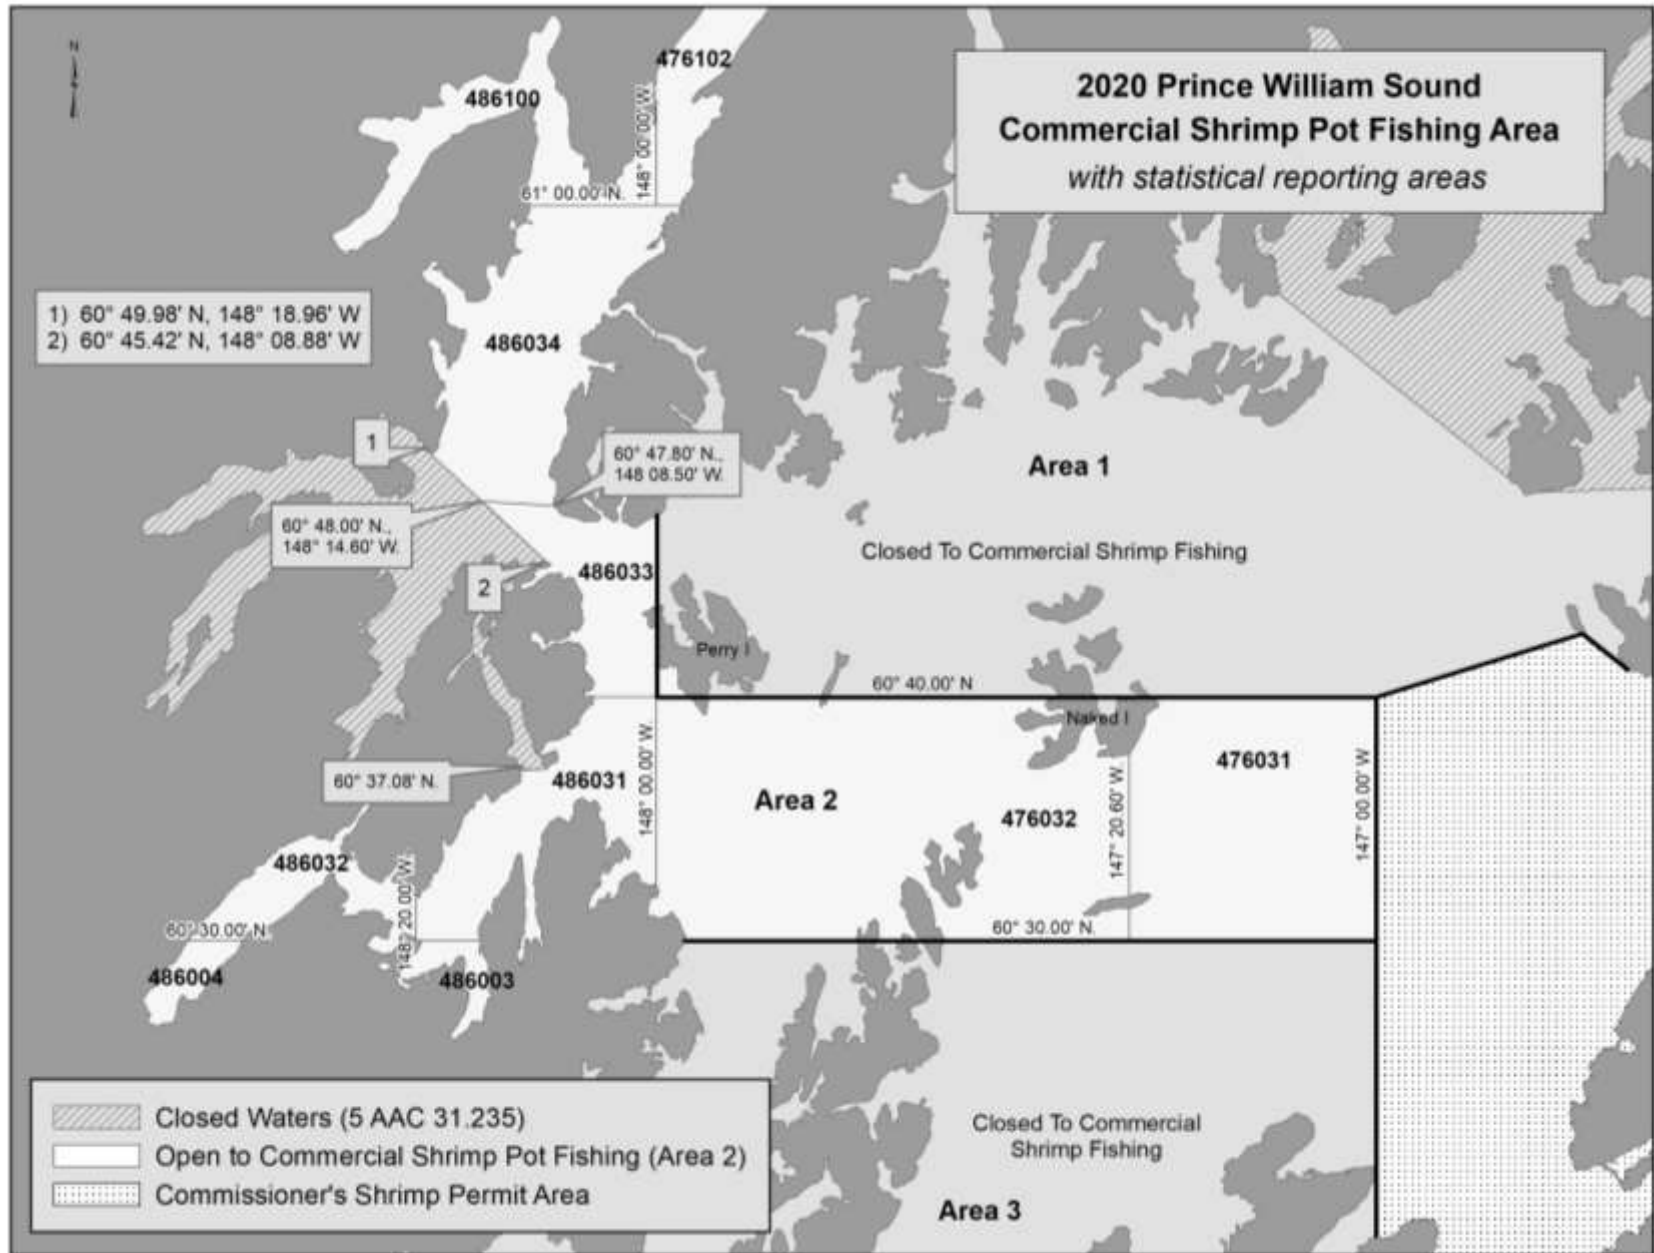 N
476102
486100
148° 00.00' W.
61° 00.00' N.
2020 Prince William Sound
Commercial Shrimp Pot Fishing Area
with statistical reporting areas
1) 60° 49.98' N, 148° 18.96' W
2) 60° 45.42' N, 148° 08.88' W
486034
1
60° 47.80' N.,
148 08.50' W.
Area 1
60° 48.00' N.,
148° 14.60' W.
Closed To Commercial Shrimp Fishing
486033
2
Perry I
60° 40.00' N
Naked I
148° 00.00' W.
476031
60° 37.08' N.
486031
Area 2
476032
147° 20.60' W.
147° 00.00' W
486032
148° 20.00' W.
60° 30.00' N.
60° 30.00' N.
486004
486003
Closed Waters (5 AAC 31.235)
Open to Commercial Shrimp Pot Fishing (Area 2)
Commissioner's Shrimp Permit Area
Closed To Commercial
Shrimp Fishing
Area 3